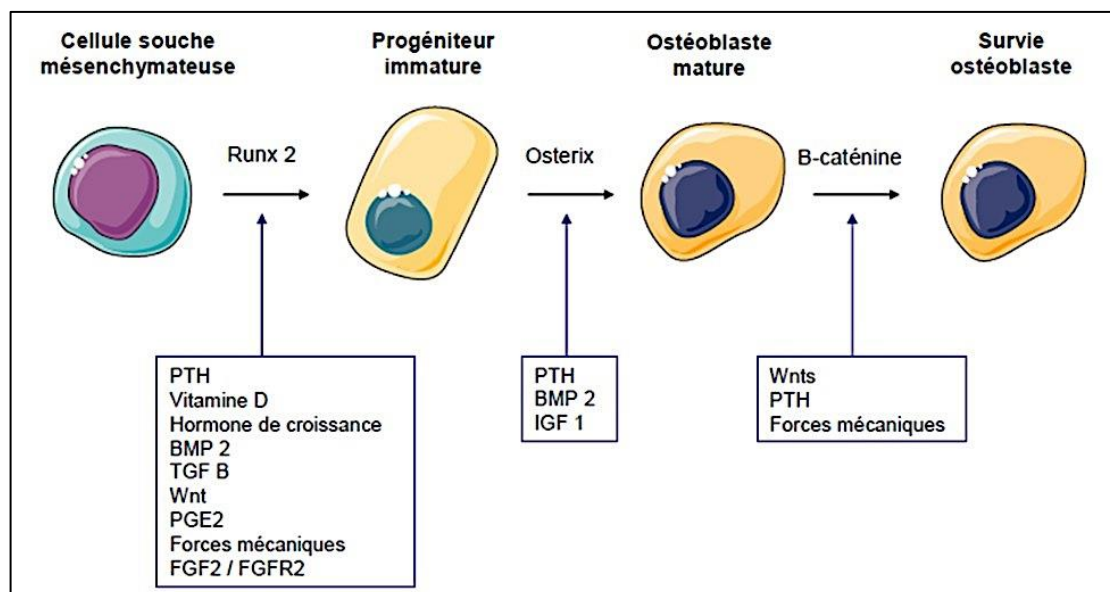 Cellule souche
mésenchymateuse
Progéniteur
immature
Ostéoblaste
mature
Survie
ostéoblaste
Runx 2
Osterix
B-caténine
PTH
Vitamine D
Hormone de croissance
BMP 2
TGF B
Wnt
PGE2
Forces mécaniques
FGF2 / FGFR2
PTH
BMP 2
IGF 1
Wnts
PTH
Forces mécaniques